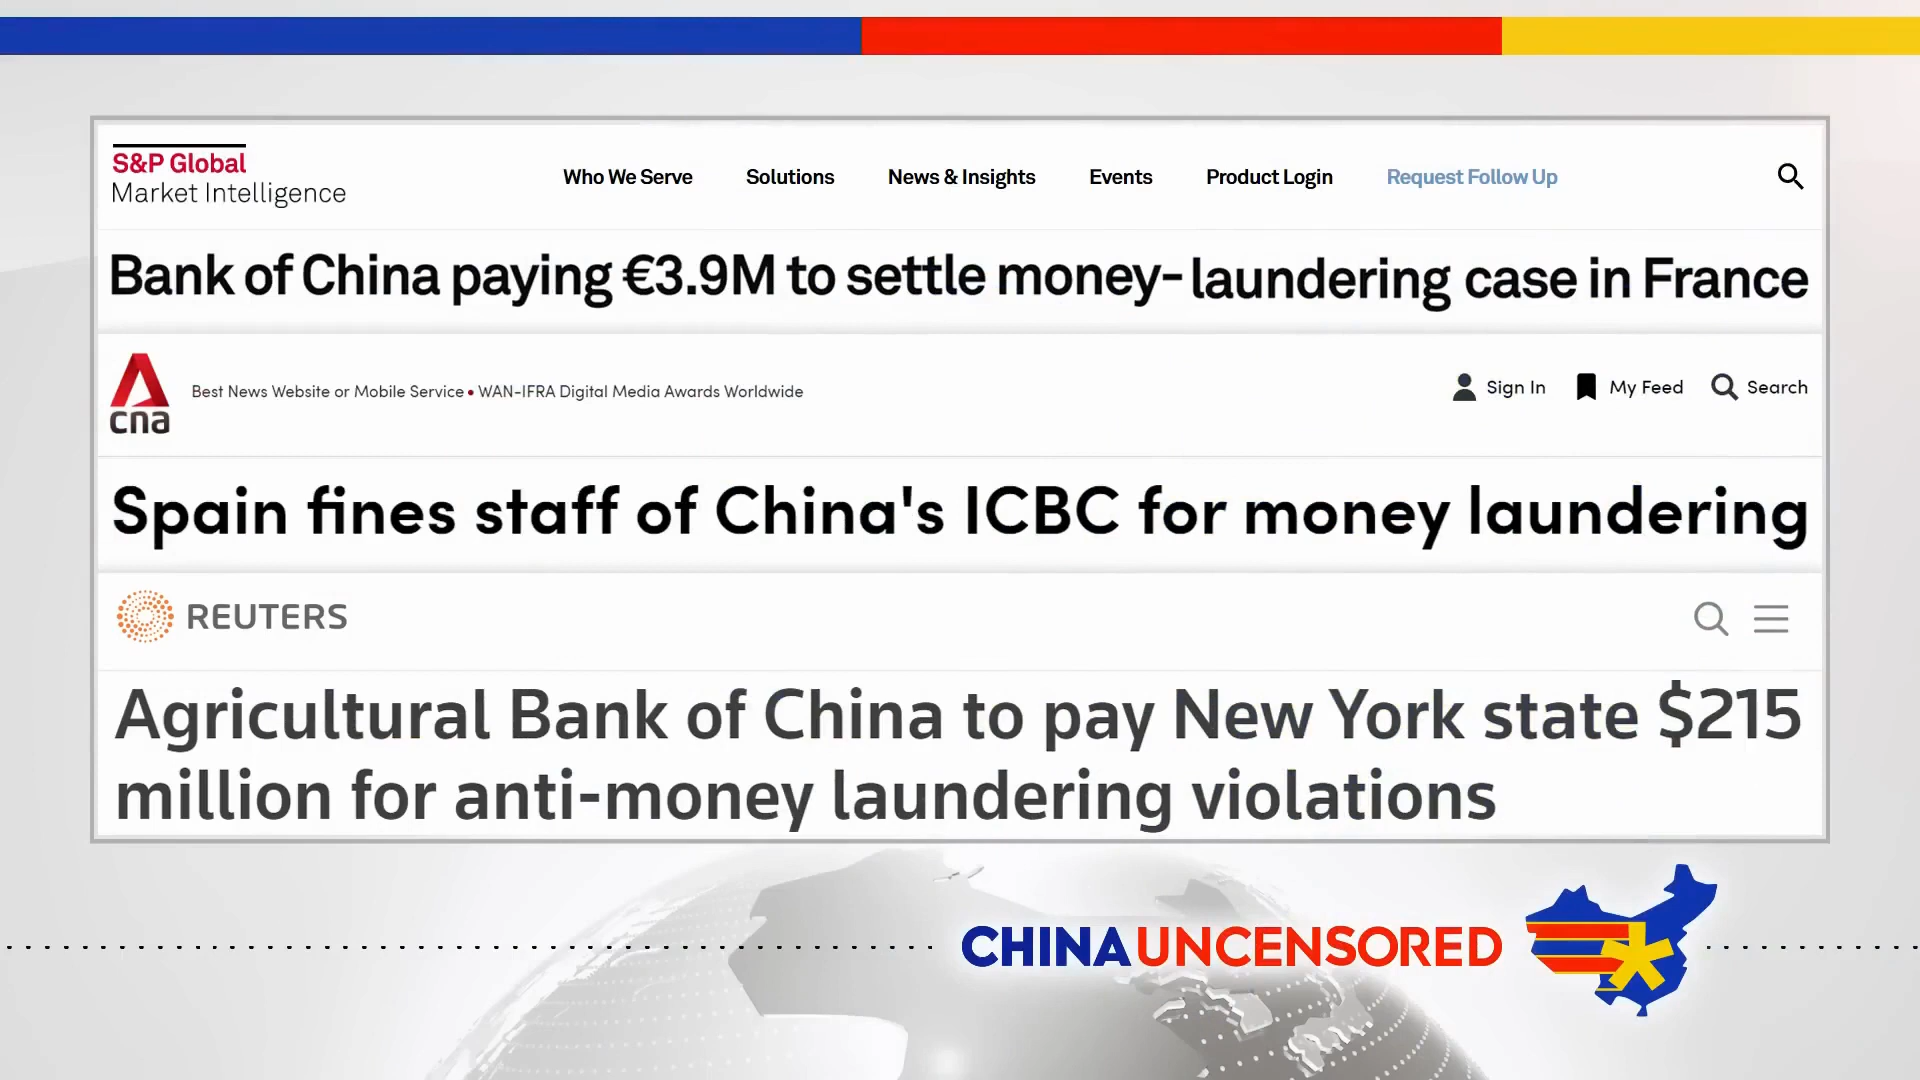 S&P Global
Market Intelligence
Who We Serve Solutions News & Insights Events Product Login Request Follow Up
Bank of China paying €3.9M to settle money-laundering case in France
cna
Best News Website or Mobile Service • WAN-IFRA Digital Media Awards Worldwide
Sign In My Feed Search
Spain fines staff of China's ICBC for money laundering
REUTERS
Agricultural Bank of China to pay New York state $215
million for anti-money laundering violations
CHINA UNCENSORED